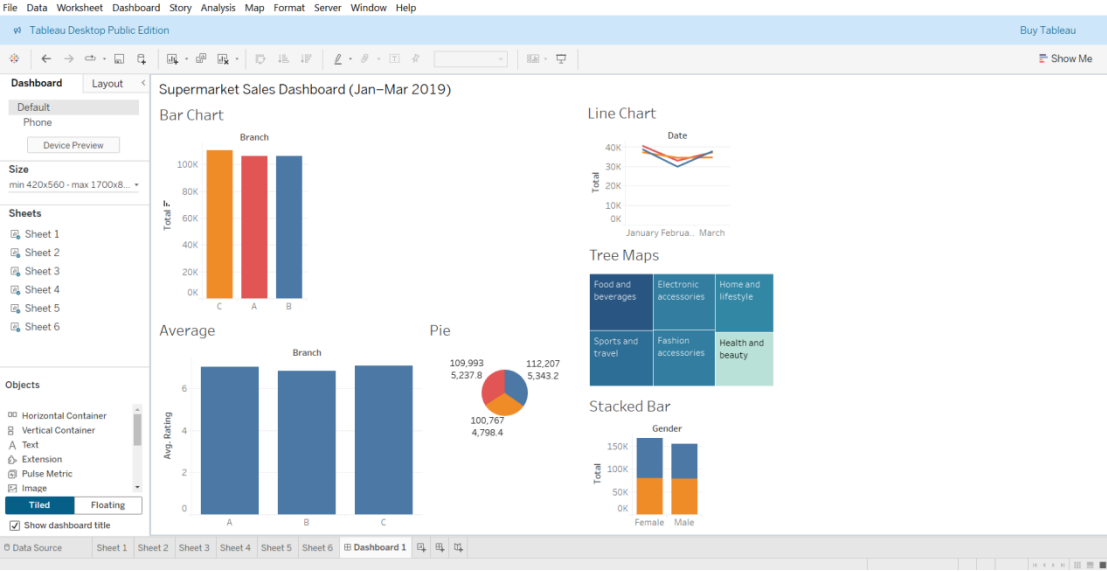 File Data Worksheet Dashboard Story Analysis Map Format Server Window Help
Tableau Desktop Public Edition
Buy Tableau
Show Me
Dashboard
Layout
Default
Phone
Device Preview
Size
min 420x560 - max 1700x8...
Sheets
Sheet 1
Sheet 2
Sheet 3
Sheet 4
Sheet 5
Sheet 6
Objects
Horizontal Container
Vertical Container
Text
Extension
Pulse Metric
Image
Tiled
Floating
Show dashboard title
Supermarket Sales Dashboard (Jan–Mar 2019)
Bar Chart
Branch
Total
100K
80K
60K
40K
20K
0K
C A B
Line Chart
Date
Total
40K
30K
20K
10K
0K
January Februa.. March
Tree Maps
Food and
beverages
Electronic
accessories
Home and
lifestyle
Sports and
travel
Fashion
accessories
Health and
beauty
Average
Branch
Avg. Rating
6
4
2
0
A B C
Pie
109,993
5,237.8
112,207
5,343.2
100,767
4,798.4
Stacked Bar
Gender
Total
150K
100K
50K
0K
Female Male
Data Source
Sheet 1 Sheet 2 Sheet 3 Sheet 4 Sheet 5 Sheet 6 Dashboard 1